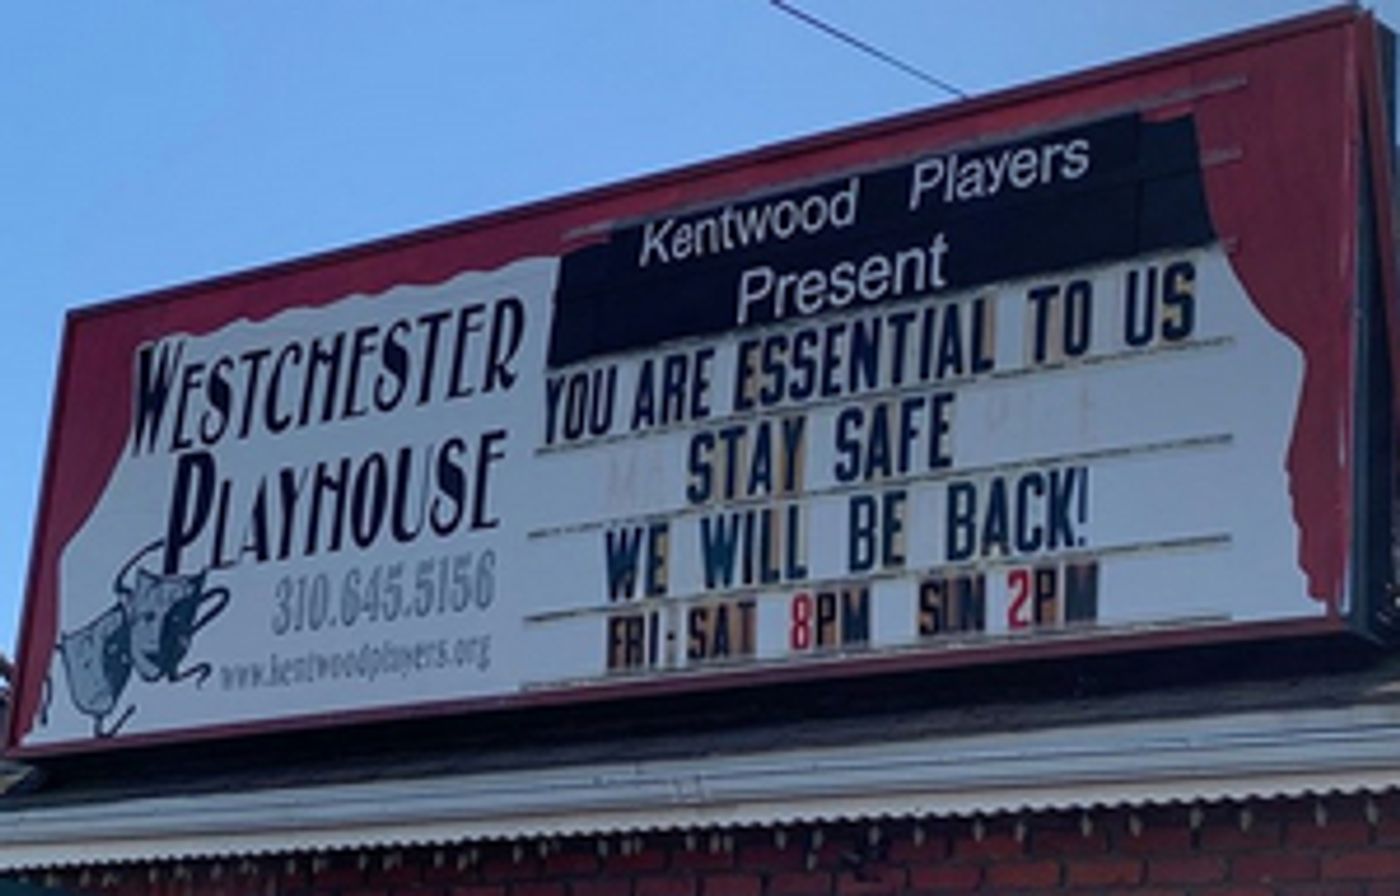 WESTCHESTER
PLAYHOUSE
310.645.5156
www.kentwoodplayers.org
Kentwood Players
Present
YOU ARE ESSENTIAL TO US
STAY SAFE
WE WILL BE BACK!
FRI-SAT 8PM SUN 2PM